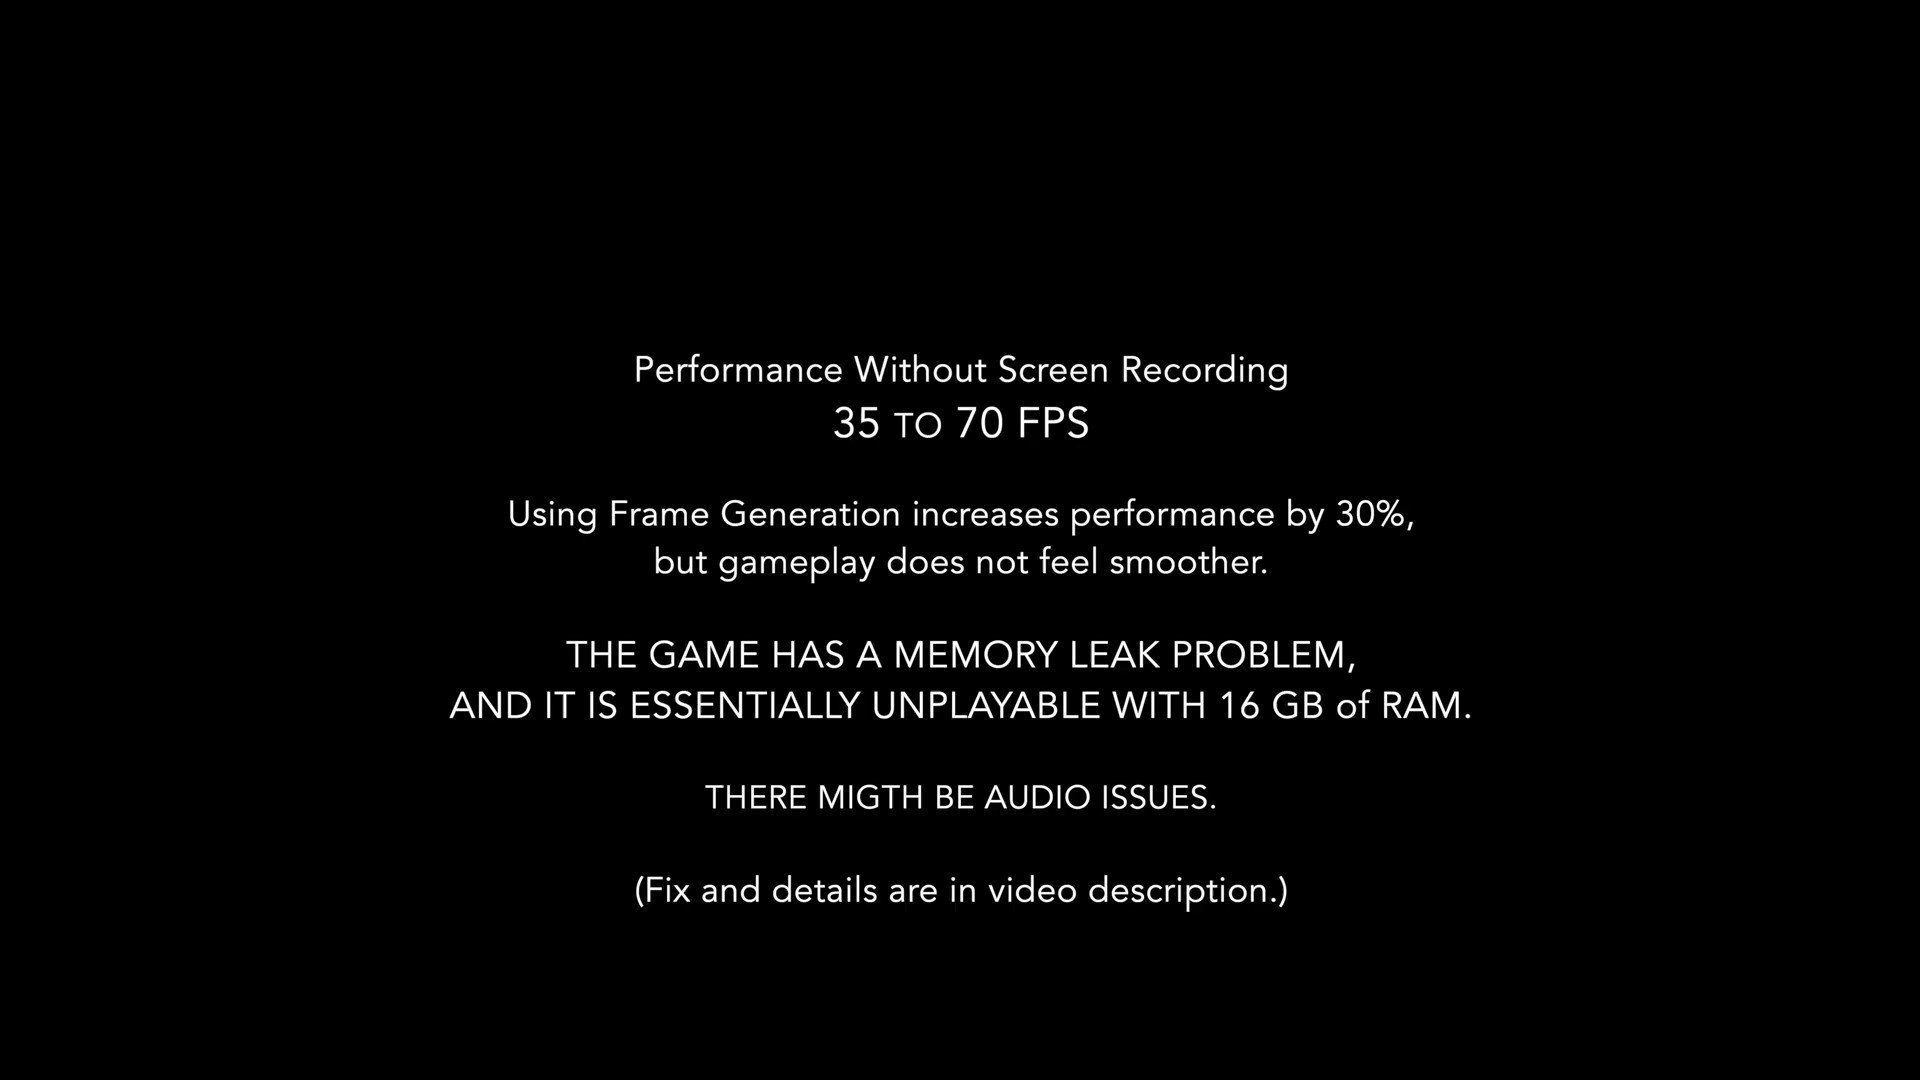 Performance Without Screen Recording
35 TO 70 FPS
Using Frame Generation increases performance by 30%,
but gameplay does not feel smoother.
THE GAME HAS A MEMORY LEAK PROBLEM,
AND IT IS ESSENTIALLY UNPLAYABLE WITH 16 GB of RAM.
THERE MIGTH BE AUDIO ISSUES.
(Fix and details are in video description.)